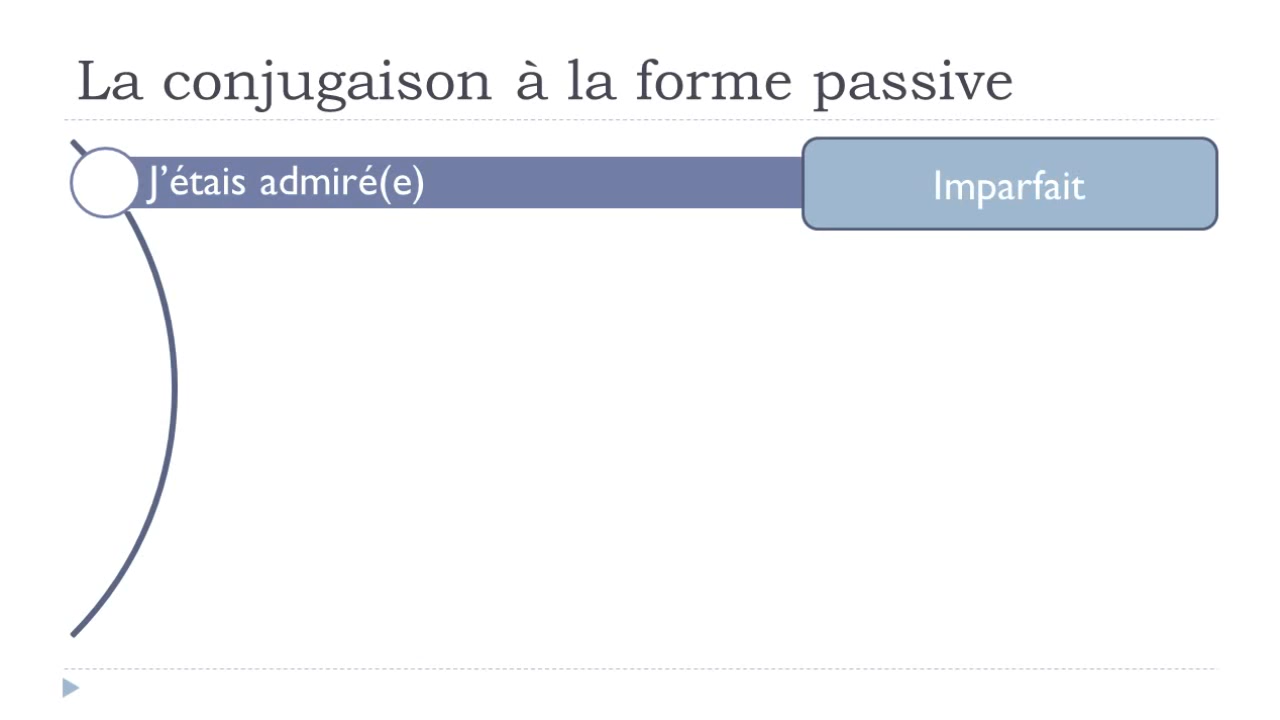 La conjugaison à la forme passive
J’étais admiré(e)
Imparfait